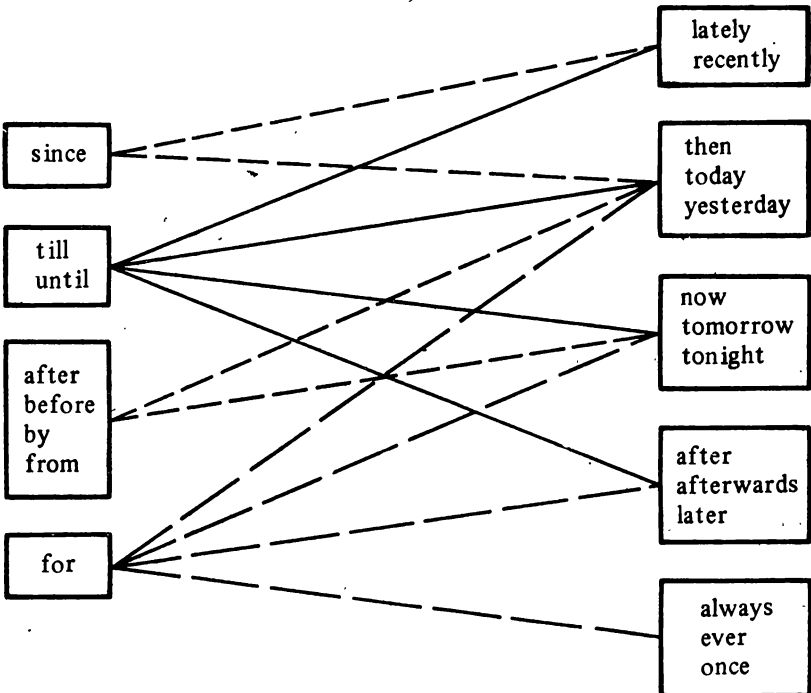 since
till
until
after
before
by
from
for
lately
recently
then
today
yesterday
now
tomorrow
tonight
after
afterwards
later
always
ever
once